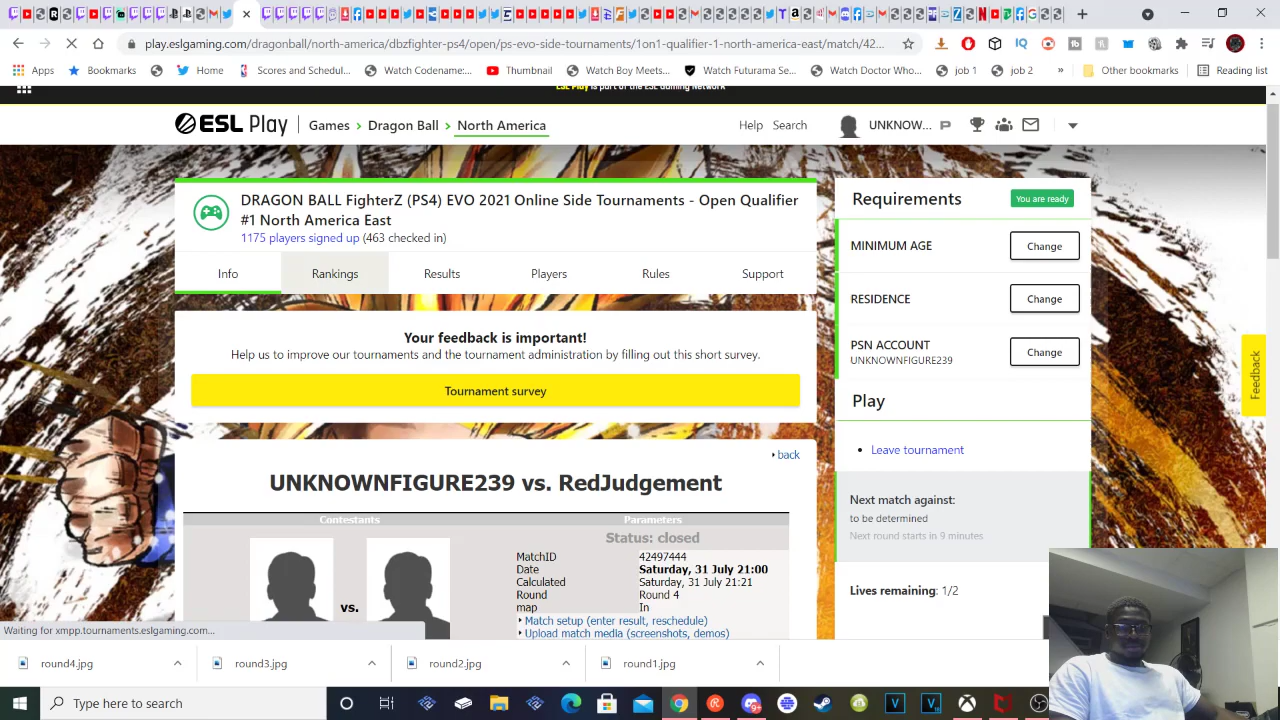 play.eslgaming.com/dragonball/north-america/dbzfighter-ps4/open/psevo-side-tournaments/1on1-qualifier-1-north-america-east/match/42...
Apps
Bookmarks
Home
Scores and Schedul...
Watch Codename:...
Thumbnail
Watch Boy Meets...
Watch Futurama Se...
Watch Doctor Who...
job 1
job 2
»
Other bookmarks
Reading list
ESL Play is part of the ESL Gaming Network
ESL Play
Games
Dragon Ball
North America
Help
Search
UNKNOW...
DRAGON BALL FighterZ (PS4) EVO 2021 Online Side Tournaments - Open Qualifier
#1 North America East
1175 players signed up (463 checked in)
Info
Rankings
Results
Players
Rules
Support
Your feedback is important!
Help us to improve our tournaments and the tournament administration by filling out this short survey.
Tournament survey
back
UNKNOWNFIGURE239 vs. RedJudgement
Contestants
Parameters
Status: closed
vs.
MatchID 42497444
Date Saturday, 31 July 21:00
Calculated Saturday, 31 July 21:21
Round Round 4
map In
Match setup (enter result, reschedule)
Upload match media (screenshots, demos)
Requirements
You are ready
MINIMUM AGE
Change
RESIDENCE
Change
PSN ACCOUNT
UNKNOWNFIGURE239
Change
Play
Leave tournament
Next match against:
to be determined
Next round starts in 9 minutes
Lives remaining: 1/2
Feedback
Waiting for xmpp.tournaments.eslgaming.com...
round4.jpg
round3.jpg
round2.jpg
round1.jpg
Type here to search